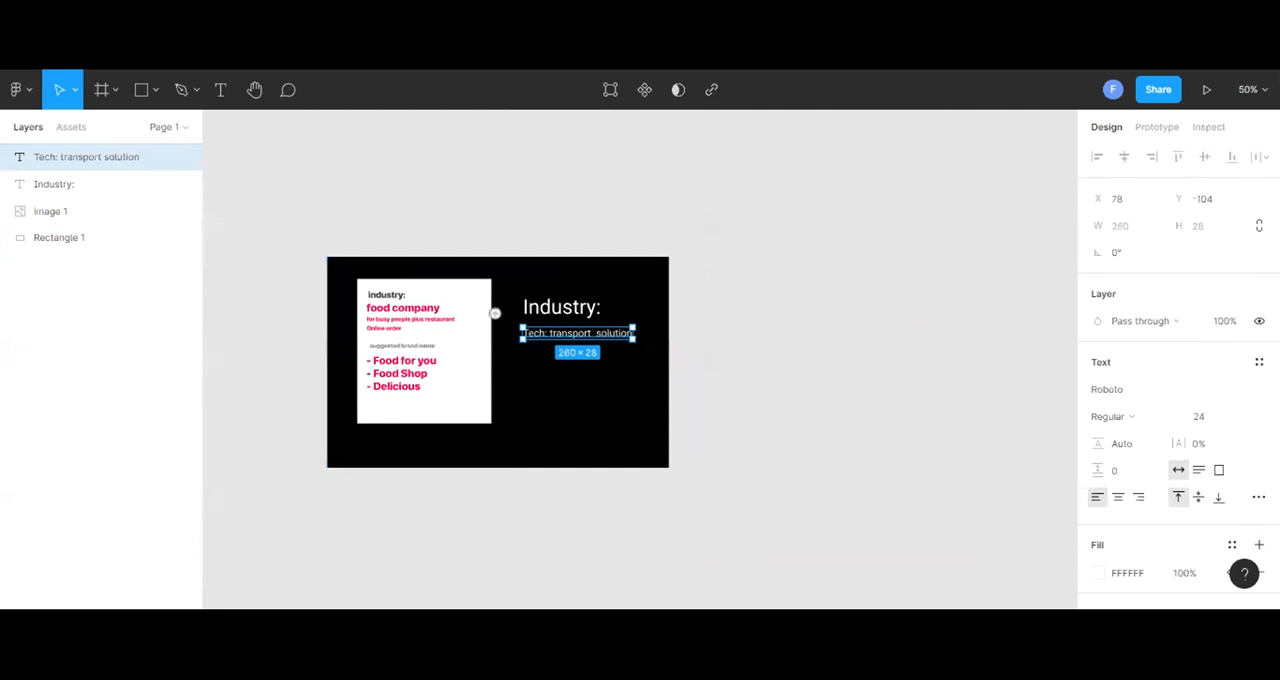 F
Share
50%
Layers
Assets
Page 1
Design
Prototype
Inspect
Tech: transport solution
Industry:
image 1
Rectangle 1
X 78
Y -104
W 260
H 28
0°
Layer
Pass through
100%
Text
Roboto
Regular
24
A Auto
|A| 0%
0
Fill
FFFFFF
100%
?
industry:
food company
for busy people plus restaurant
Online order
suggested brand name
- Food for you
- Food Shop
- Delicious
Industry:
Tech: transport solution
260 × 28